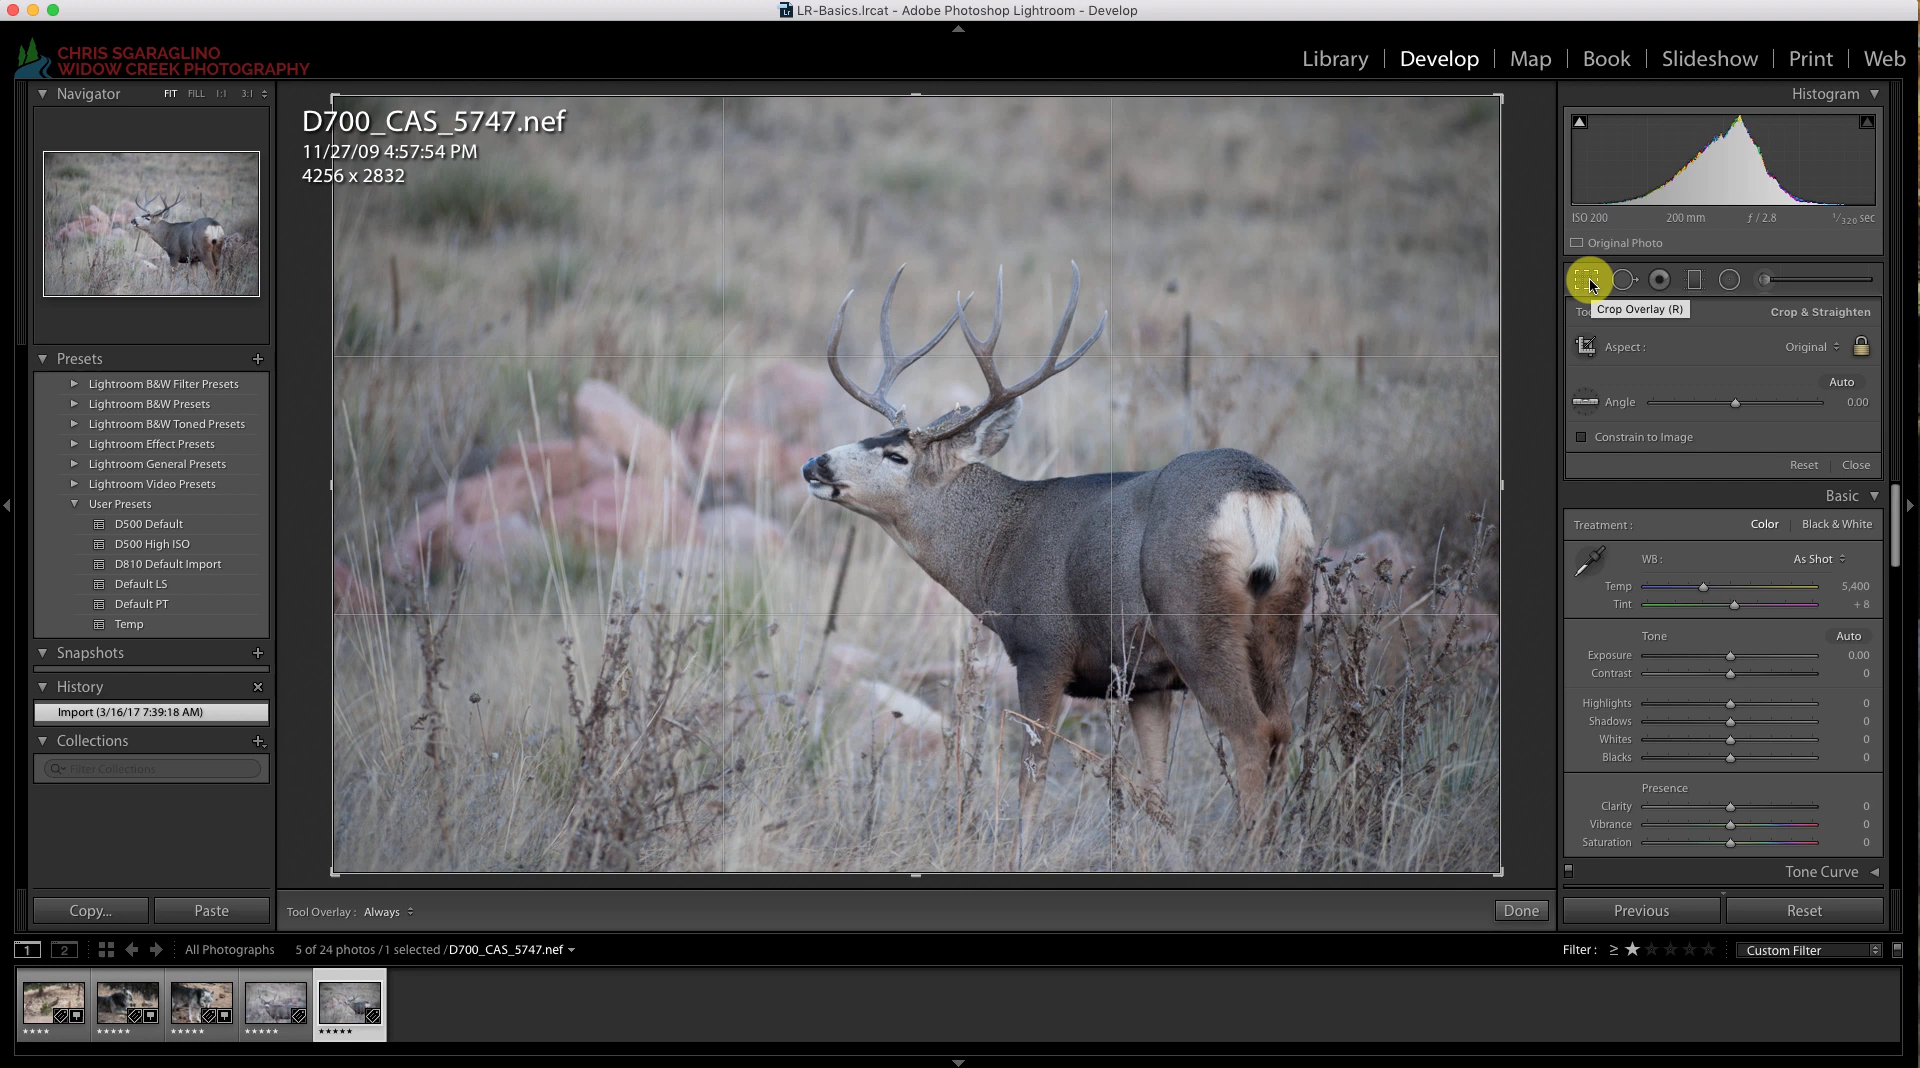 LR-Basics.lrcat - Adobe Photoshop Lightroom - Develop
CHRIS SGARAGLINO
WIDOW CREEK PHOTOGRAPHY
Library | Develop | Map | Book | Slideshow | Print | Web
Navigator FIT FILL 1:1 3:1
Presets +
Lightroom B&W Filter Presets
Lightroom B&W Presets
Lightroom B&W Toned Presets
Lightroom Effect Presets
Lightroom General Presets
Lightroom Video Presets
User Presets
D500 Default
D500 High ISO
D810 Default Import
Default LS
Default PT
Temp
Snapshots +
History ×
Import (3/16/17 7:39:18 AM)
Collections +
Filter Collections
Copy... Paste
D700_CAS_5747.nef
11/27/09 4:57:54 PM
4256 x 2832
Tool Overlay : Always Done
Histogram
ISO 200 200 mm ƒ / 2.8 1/320 sec
Original Photo
Crop Overlay (R)
Crop & Straighten
Aspect : Original
Auto
Angle 0.00
Constrain to Image
Reset | Close
Basic
Treatment : Color | Black & White
WB : As Shot
Temp 5,400
Tint + 8
Tone Auto
Exposure 0.00
Contrast 0
Highlights 0
Shadows 0
Whites 0
Blacks 0
Presence
Clarity 0
Vibrance 0
Saturation 0
Tone Curve
Previous Reset
1 2 All Photographs 5 of 24 photos / 1 selected / D700_CAS_5747.nef Filter : ≥ ★ Custom Filter